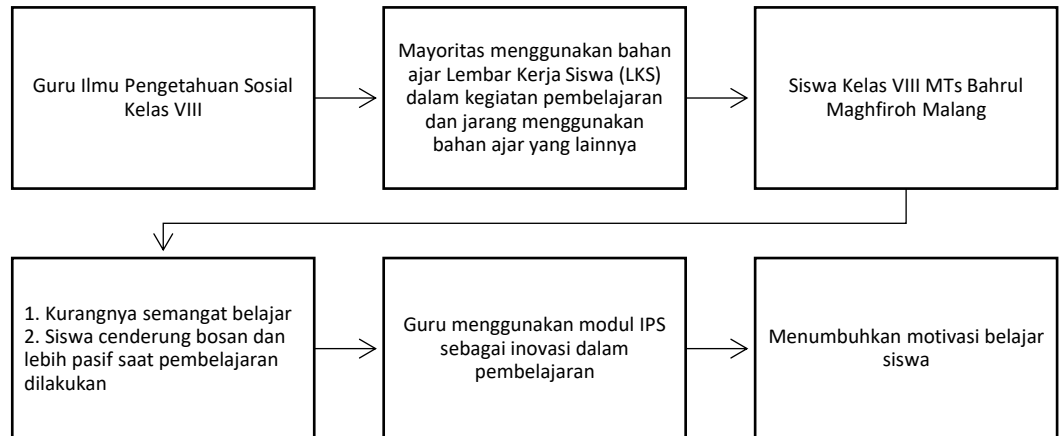 Guru Ilmu Pengetahuan Sosial
Kelas VIII
Mayoritas menggunakan bahan
ajar Lembar Kerja Siswa (LKS)
dalam kegiatan pembelajaran
dan jarang menggunakan
bahan ajar yang lainnya
Siswa Kelas VIII MTs Bahrul
Maghfiroh Malang
1. Kurangnya semangat belajar
2. Siswa cenderung bosan dan
lebih pasif saat pembelajaran
dilakukan
Guru menggunakan modul IPS
sebagai inovasi dalam
pembelajaran
Menumbuhkan motivasi belajar
siswa